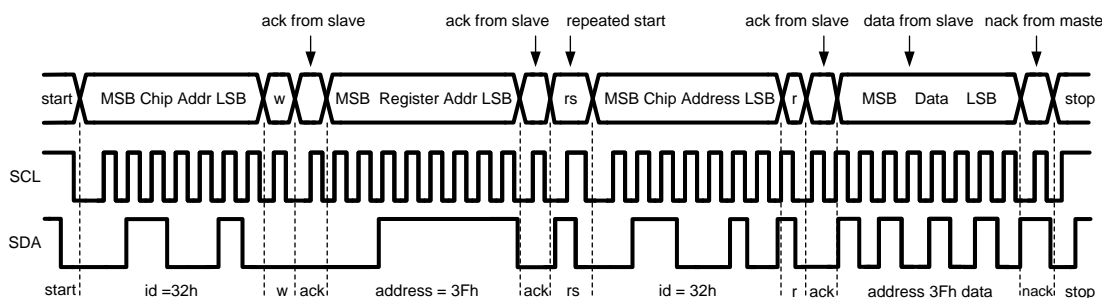 ack from slave ack from slave repeated start ack from slave data from slave nack from master
start MSB Chip Addr LSB w MSB Register Addr LSB rs MSB Chip Address LSB r MSB Data LSB stop
SCL
SDA
start id =32h w ack address = 3Fh ack rs id = 32h r ack address 3Fh data nack stop